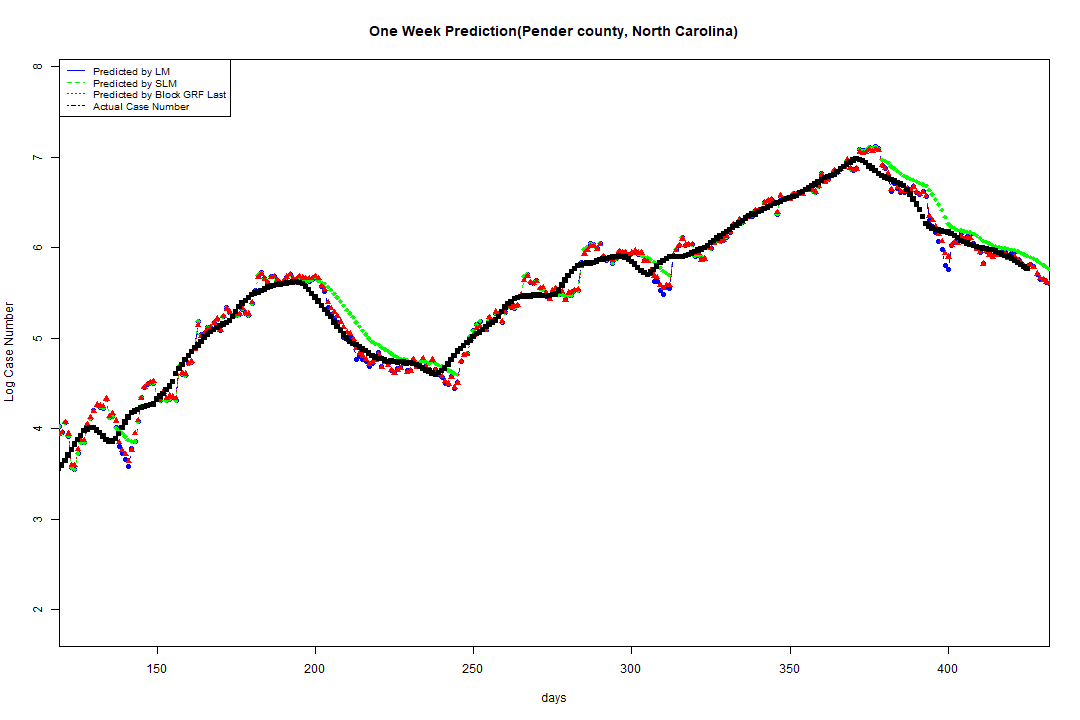 One Week Prediction(Pender county, North Carolina)
Predicted by LM
Predicted by SLM
Predicted by Block GRF Last
Actual Case Number
8
7
6
5
4
3
2
Log Case Number
150 200 250 300 350 400
days